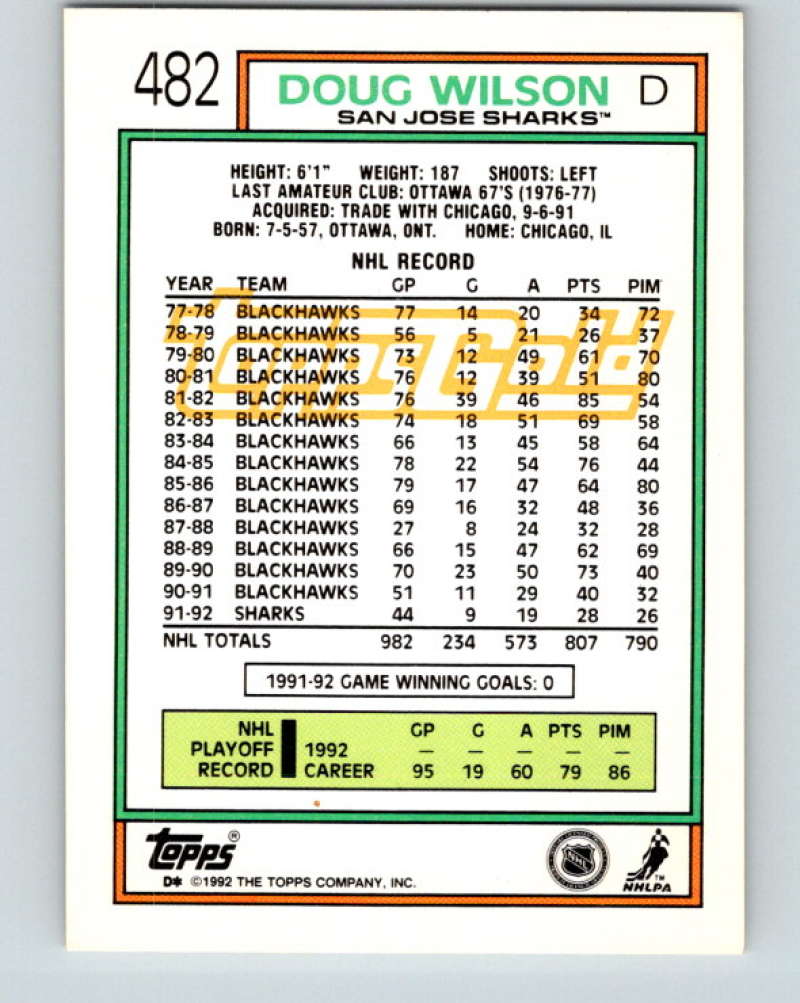 482 DOUG WILSON D
SAN JOSE SHARKS™
HEIGHT: 6'1" WEIGHT: 187 SHOOTS: LEFT
LAST AMATEUR CLUB: OTTAWA 67'S (1976-77)
ACQUIRED: TRADE WITH CHICAGO, 9-6-91
BORN: 7-5-57, OTTAWA, ONT. HOME: CHICAGO, IL
NHL RECORD
YEAR TEAM GP G A PTS PIM
77-78 BLACKHAWKS 77 14 20 34 72
78-79 BLACKHAWKS 56 5 21 26 37
79-80 BLACKHAWKS 73 12 49 61 70
80-81 BLACKHAWKS 76 12 39 51 80
81-82 BLACKHAWKS 76 39 46 85 54
82-83 BLACKHAWKS 74 18 51 69 58
83-84 BLACKHAWKS 66 13 45 58 64
84-85 BLACKHAWKS 78 22 54 76 44
85-86 BLACKHAWKS 79 17 47 64 80
86-87 BLACKHAWKS 69 16 32 48 36
87-88 BLACKHAWKS 27 8 24 32 28
88-89 BLACKHAWKS 66 15 47 62 69
89-90 BLACKHAWKS 70 23 50 73 40
90-91 BLACKHAWKS 51 11 29 40 32
91-92 SHARKS 44 9 19 28 26
NHL TOTALS 982 234 573 807 790
ToppsGold
1991-92 GAME WINNING GOALS: 0
NHL GP G A PTS PIM
PLAYOFF 1992 — — — — —
RECORD CAREER 95 19 60 79 86
TOPPS®
D* ©1992 THE TOPPS COMPANY, INC.
NHL
™
NHLPA